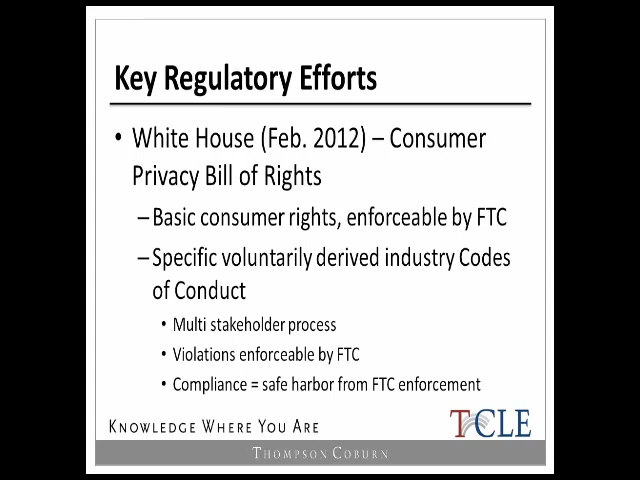 Key Regulatory Efforts
• White House (Feb. 2012) – Consumer
Privacy Bill of Rights
–Basic consumer rights, enforceable by FTC
–Specific voluntarily derived industry Codes
of Conduct
• Multi stakeholder process
• Violations enforceable by FTC
• Compliance = safe harbor from FTC enforcement
KNOWLEDGE WHERE YOU ARE
TCCLE
THOMPSON COBURN